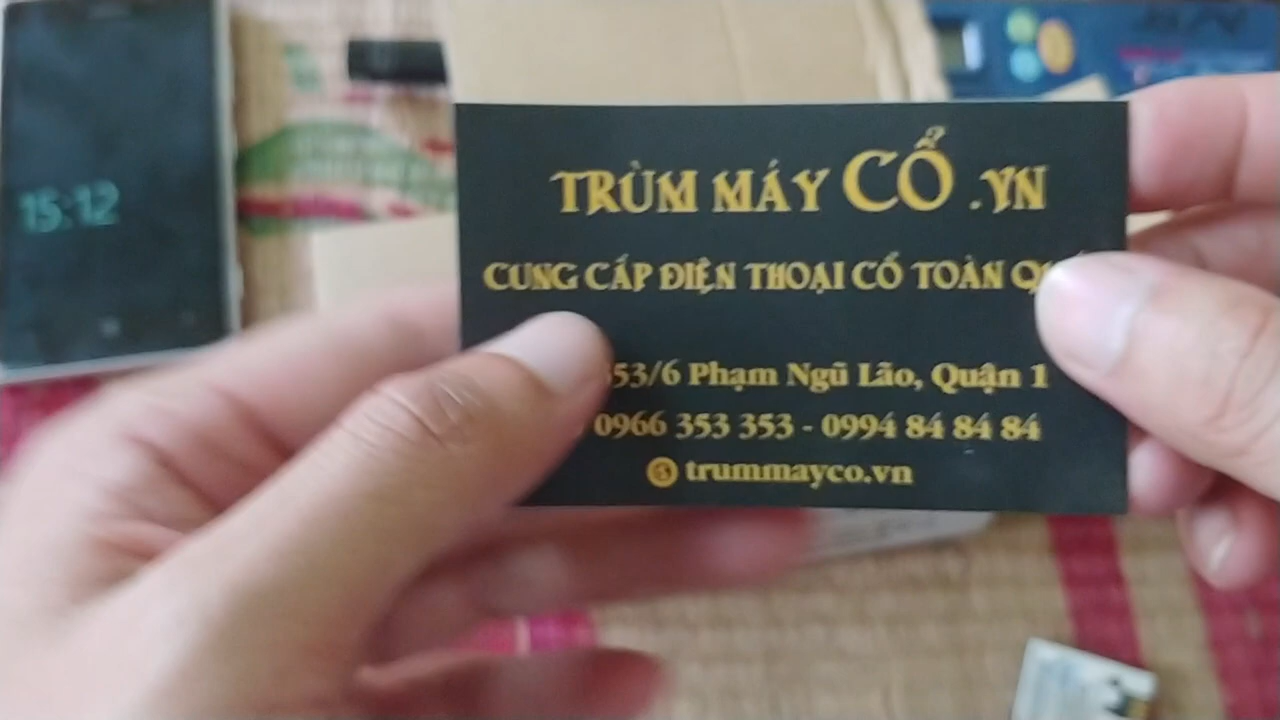 15:12
TRÙM MÁY CỔ .VN
CUNG CẤP ĐIỆN THOẠI CỔ TOÀN
53/6 Phạm Ngũ Lão, Quận 1
0966 353 353 - 0994 84 84 84
trummayco.vn